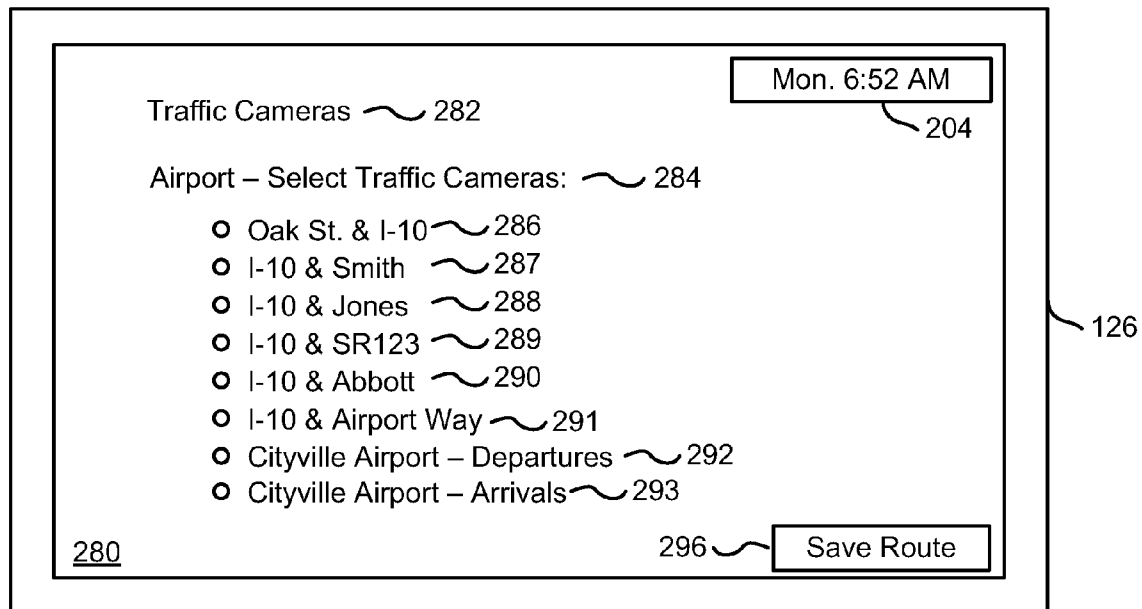 Mon. 6:52 AM
204
Traffic Cameras 282
Airport – Select Traffic Cameras: 284
Oak St. & I-10 286
I-10 & Smith 287
I-10 & Jones 288
I-10 & SR123 289
126
I-10 & Abbott 290
I-10 & Airport Way 291
Cityville Airport – Departures 292
Cityville Airport – Arrivals 293
280
296 Save Route